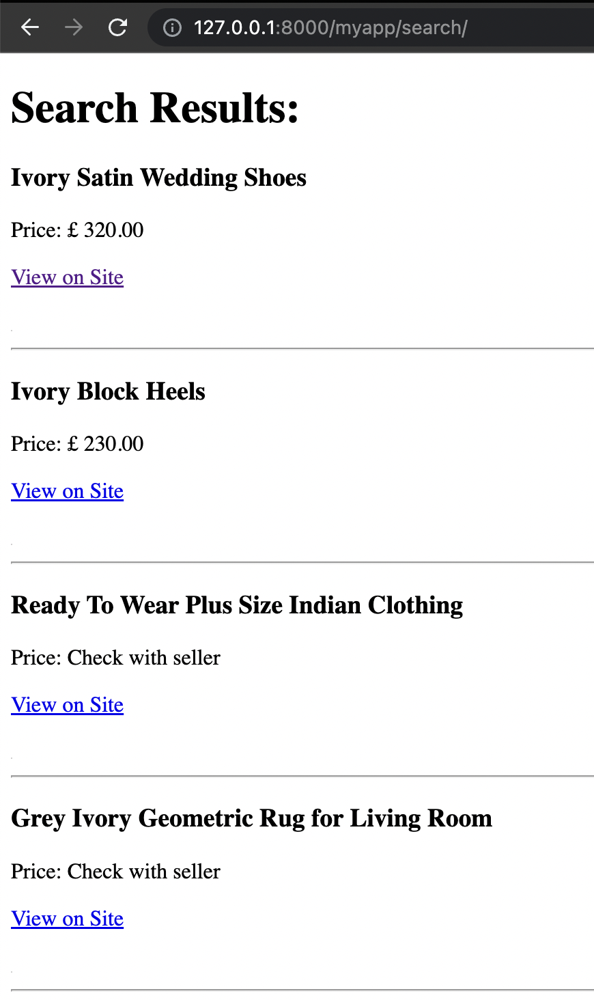 127.0.0.1:8000/myapp/search/
Search Results:
Ivory Satin Wedding Shoes
Price: £ 320.00
View on Site
Ivory Block Heels
Price: £ 230.00
View on Site
Ready To Wear Plus Size Indian Clothing
Price: Check with seller
View on Site
Grey Ivory Geometric Rug for Living Room
Price: Check with seller
View on Site